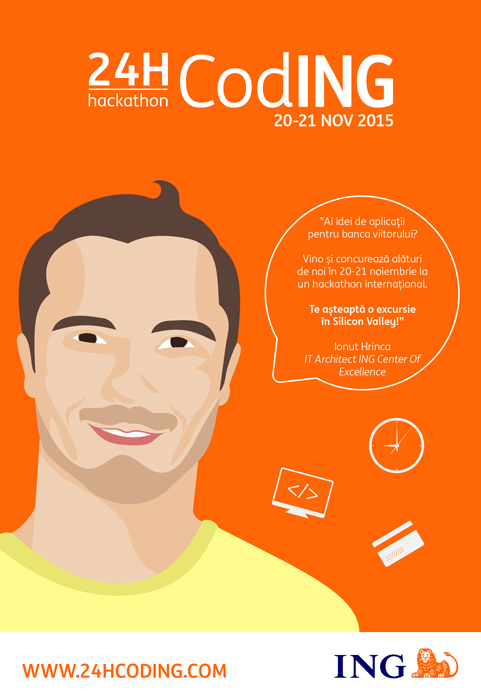 24H
hackathon
CodING
20-21 NOV 2015
"Ai idei de aplicații
pentru banca viitorului?
Vino și concurează alături
de noi în 20-21 noiembrie la
un hackathon internațional.
Te așteaptă o excursie
în Silicon Valley!"
Ionut Hrinca
IT Architect ING Center Of
Excellence
</>
WWW.24HCODING.COM
ING